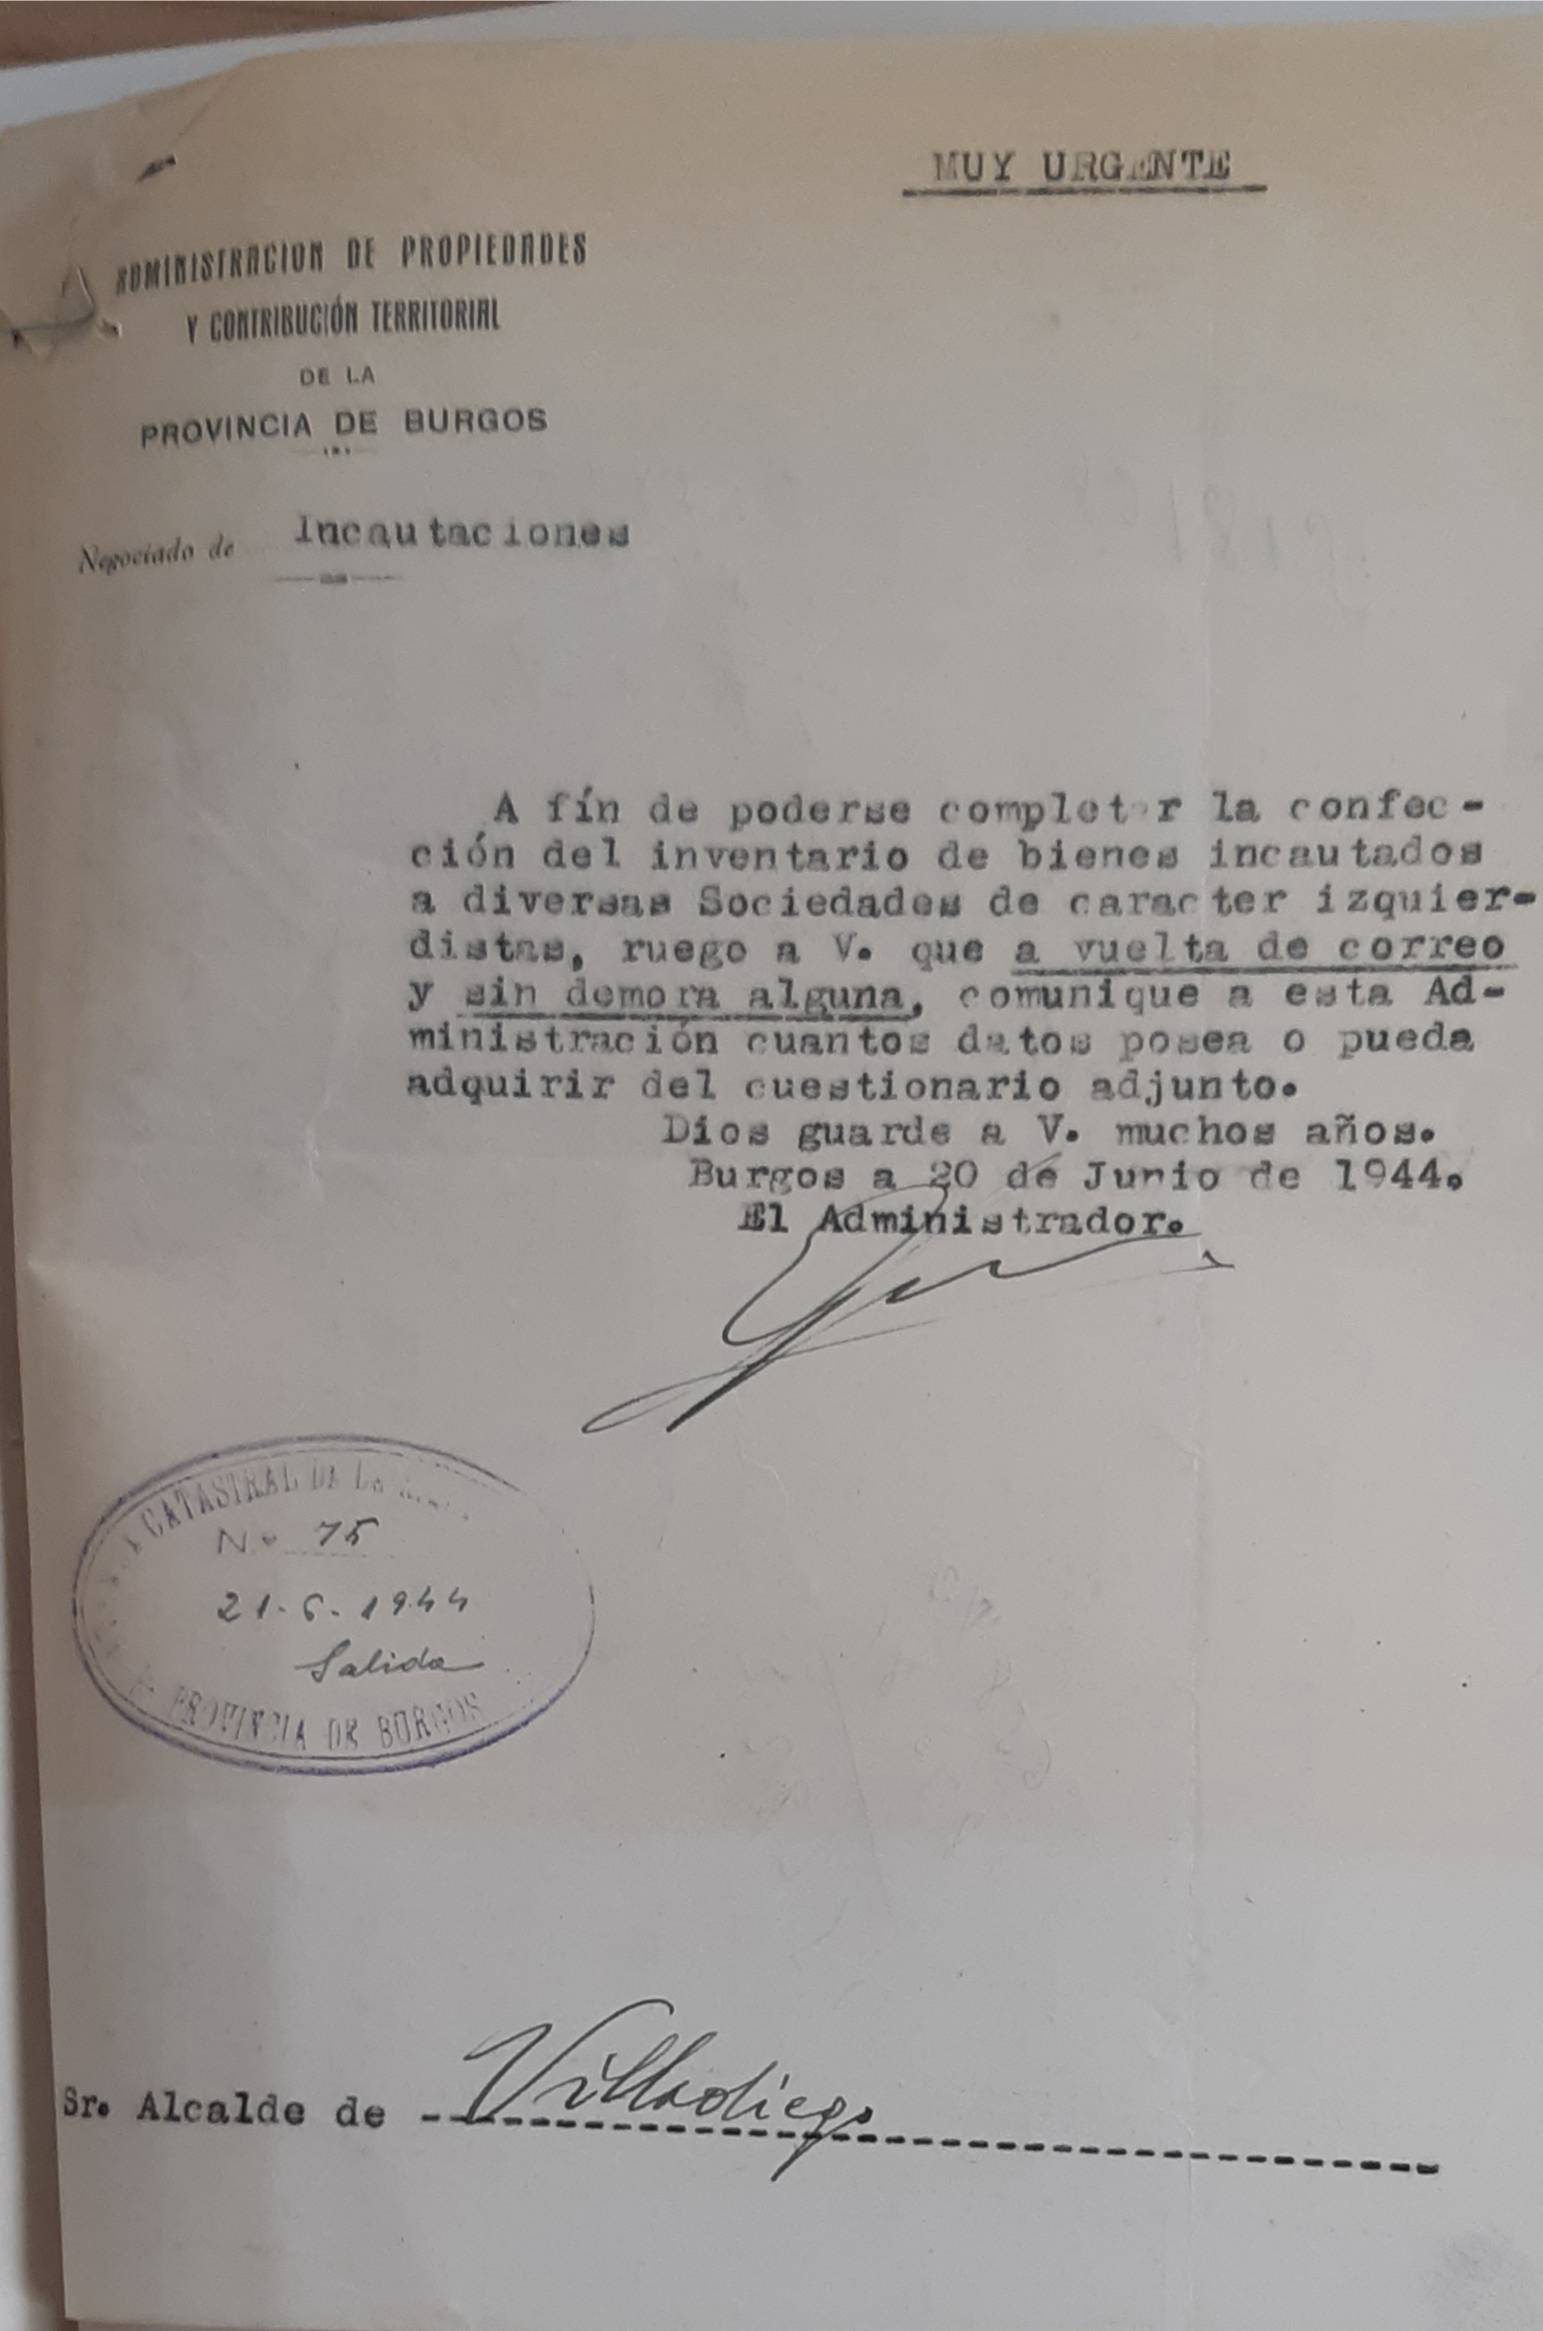 MUY URGENTE
ADMINISTRACION DE PROPIEDADES
Y CONTRIBUCIÓN TERRITORIAL
DE LA
PROVINCIA DE BURGOS
Negociado de Incautaciones
A fín de poderse completar la confec-
ción del inventario de bienes incautados
a diversas Sociedades de caracter izquier-
distas, ruego a V. que a vuelta de correo
y sin demora alguna, comunique a esta Ad-
ministración cuantos datos posea o pueda
adquirir del cuestionario adjunto.
Dios guarde a V. muchos años.
Burgos a 20 de Junio de 1944.
El Administrador.
CATASTRAL DE LA
No 75
21-6-1944
Salida
PROVINCIA DE BURGOS
Sr. Alcalde de Villadiego